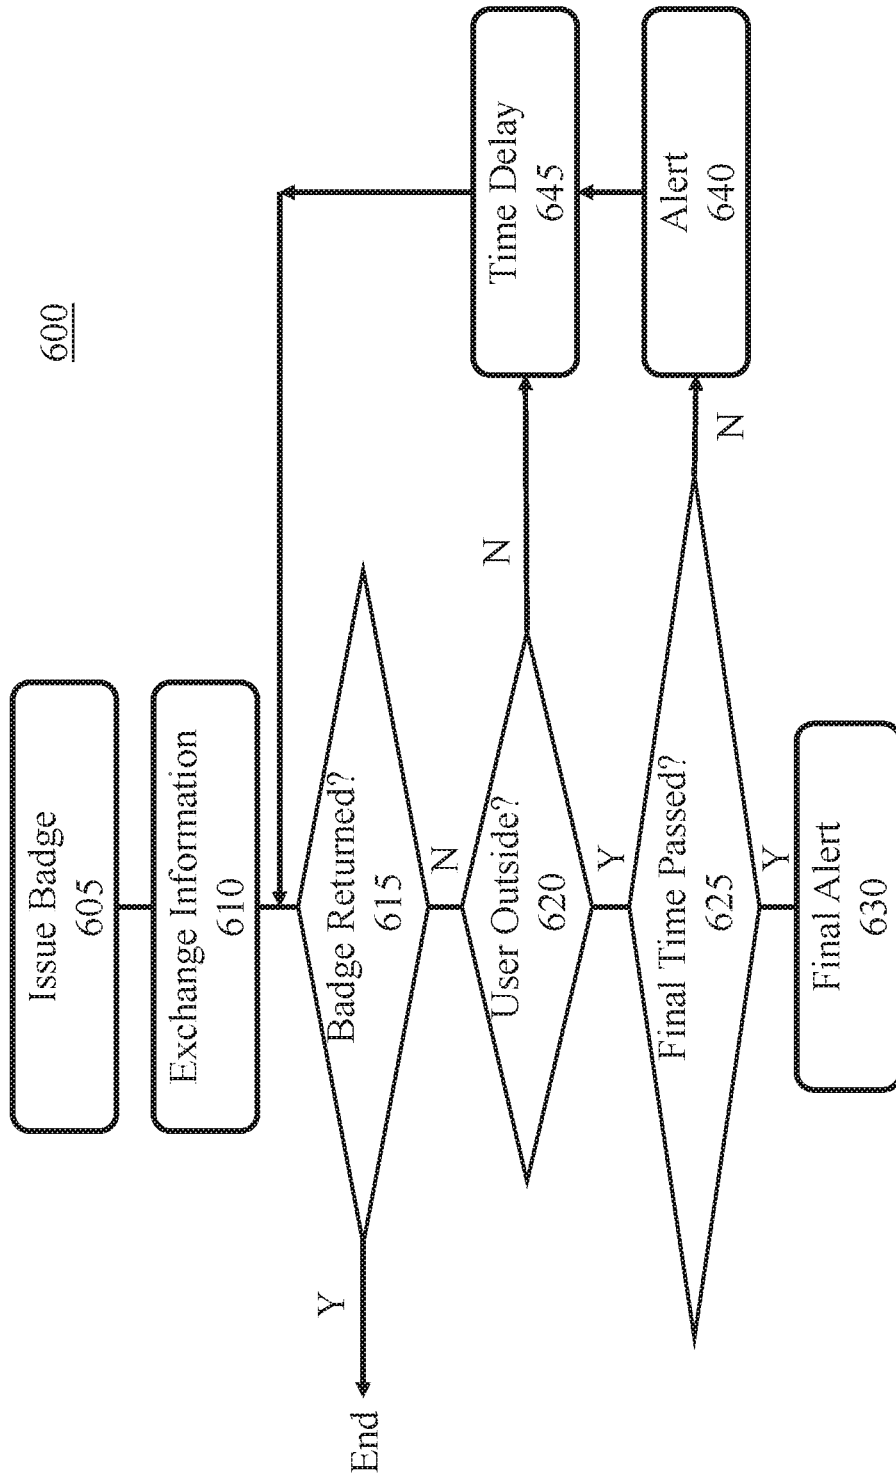 600
Issue Badge
605
Exchange Information
610
Badge Returned?
615
Y
End
N
User Outside?
620
N
Y
Final Time Passed?
625
N
Y
Final Alert
630
Time Delay
645
Alert
640